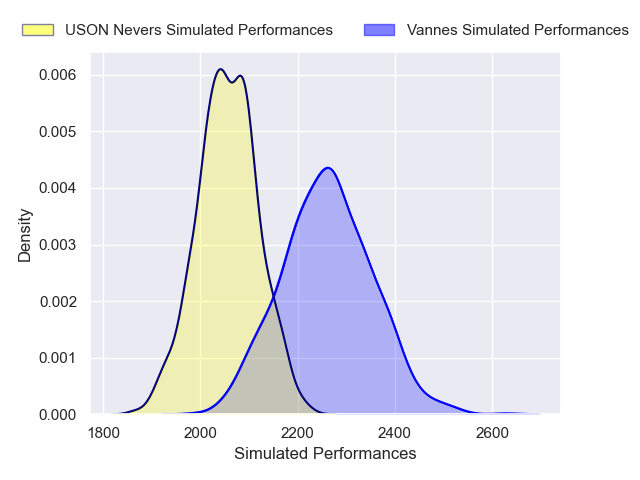 USON Nevers Simulated Performances Vannes Simulated Performances
0.006
0.005
0.004
0.003
0.002
0.001
0.000
Density
1800 2000 2200 2400 2600
Simulated Performances